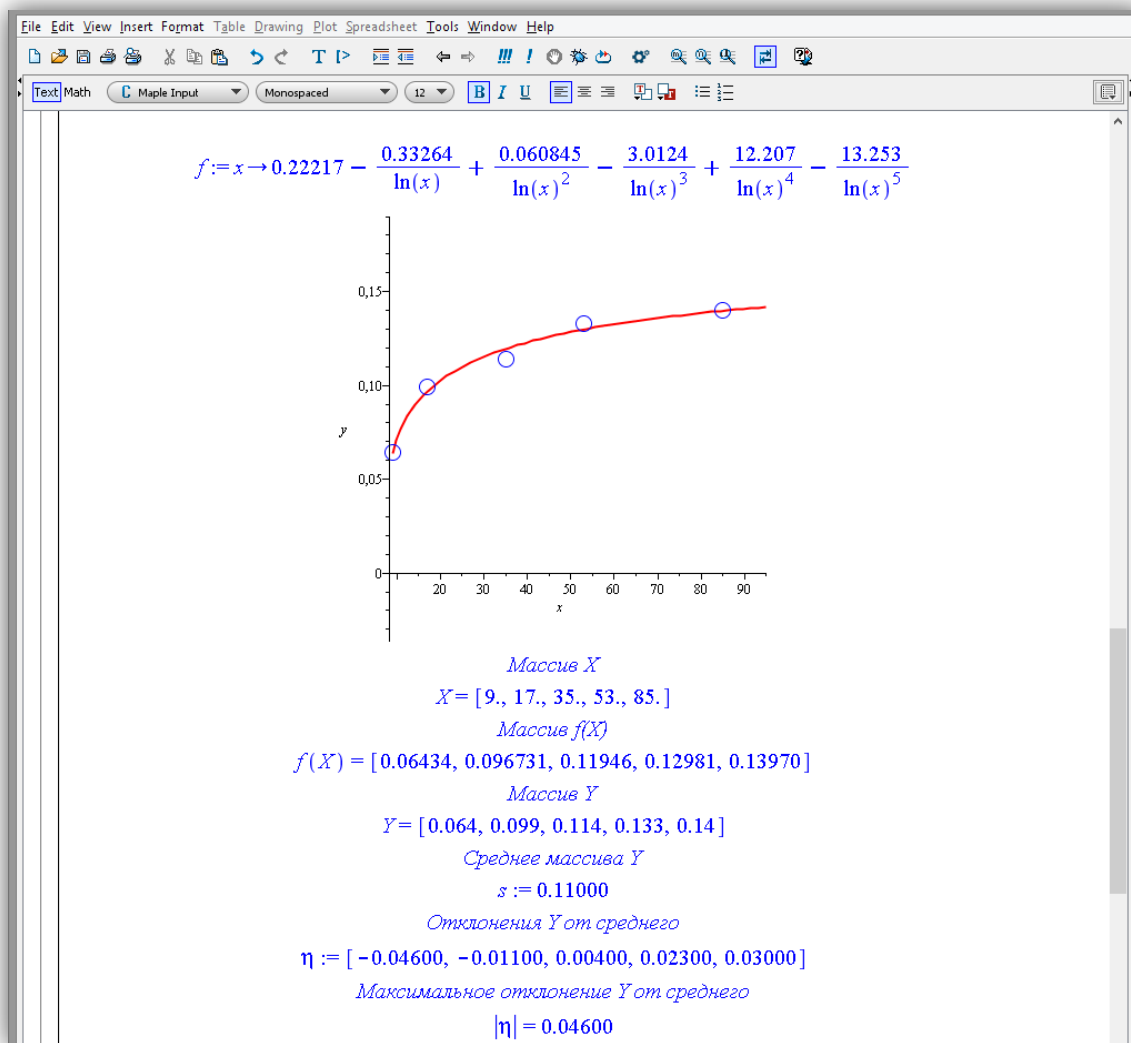 File Edit View Insert Format Table Drawing Plot Spreadsheet Tools Window Help
Text Math C Maple Input Monospaced 12 B I U
f := x → 0.22217 − 0.33264/ln(x) + 0.060845/ln(x)^2 − 3.0124/ln(x)^3 + 12.207/ln(x)^4 − 13.253/ln(x)^5
0,15
0,10
y
0,05
0
20 30 40 50 60 70 80 90
x
Массив X
X = [9., 17., 35., 53., 85.]
Массив f(X)
f(X) = [0.06434, 0.096731, 0.11946, 0.12981, 0.13970]
Массив Y
Y = [0.064, 0.099, 0.114, 0.133, 0.14]
Среднее массива Y
s := 0.11000
Отклонения Y от среднего
η := [−0.04600, −0.01100, 0.00400, 0.02300, 0.03000]
Максимальное отклонение Y от среднего
|η| = 0.04600